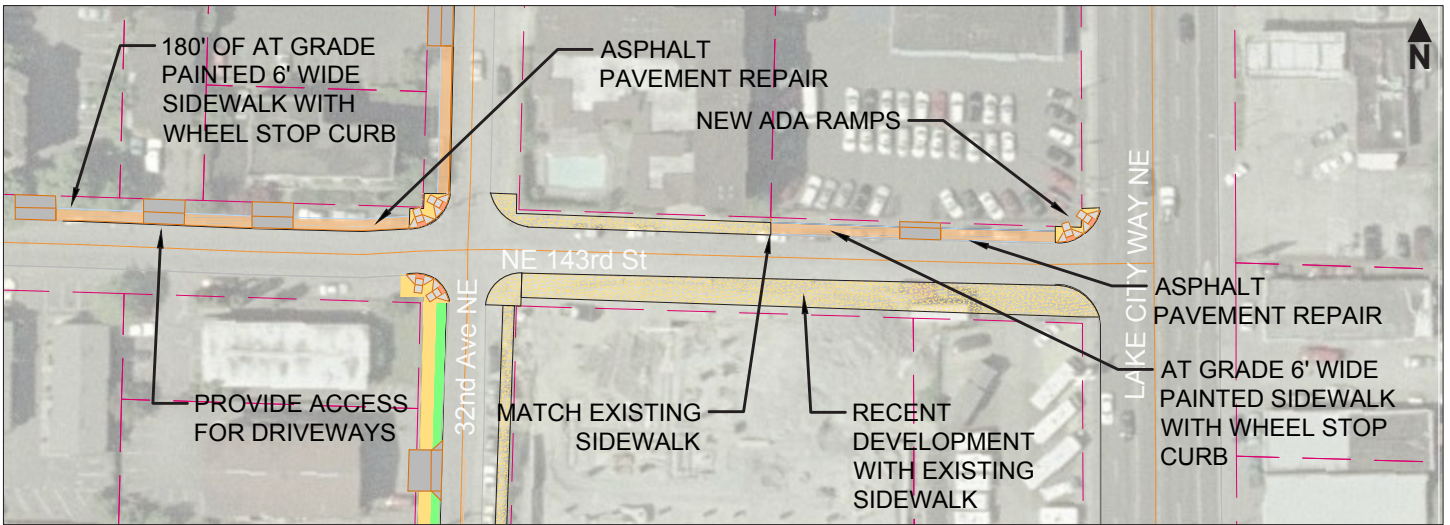 180' OF AT GRADE
PAINTED 6' WIDE
SIDEWALK WITH
WHEEL STOP CURB
ASPHALT
PAVEMENT REPAIR
NEW ADA RAMPS
N
NE 143rd St
32nd Ave NE
LAKE CITY WAY NE
PROVIDE ACCESS
FOR DRIVEWAYS
MATCH EXISTING
SIDEWALK
RECENT
DEVELOPMENT
WITH EXISTING
SIDEWALK
ASPHALT
PAVEMENT REPAIR
AT GRADE 6' WIDE
PAINTED SIDEWALK
WITH WHEEL STOP
CURB